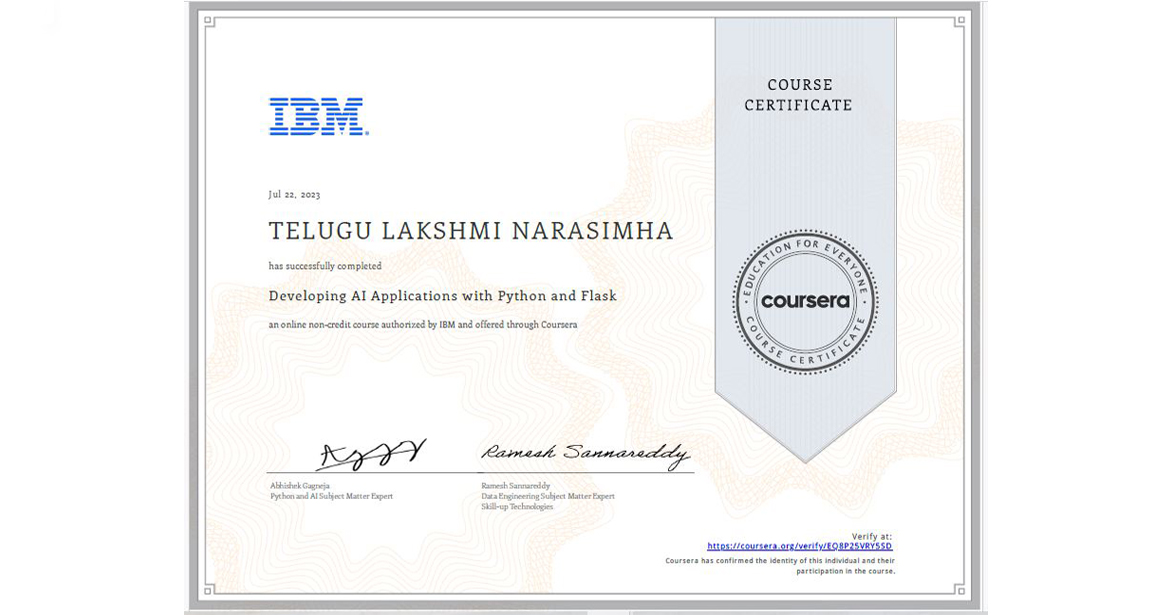 COURSE
CERTIFICATE
IBM®
Jul 22, 2023
TELUGU LAKSHMI NARASIMHA
has successfully completed
Developing AI Applications with Python and Flask
an online non-credit course authorized by IBM and offered through Coursera
EDUCATION FOR EVERYONE
coursera
COURSE CERTIFICATE
Ramesh Sannareddy
Abhishek Gagneja
Python and AI Subject Matter Expert
Ramesh Sannareddy
Data Engineering Subject Matter Expert
Skill-up Technologies
Verify at:
https://coursera.org/verify/EQ8P25VRY5SD
Coursera has confirmed the identity of this individual and their
participation in the course.